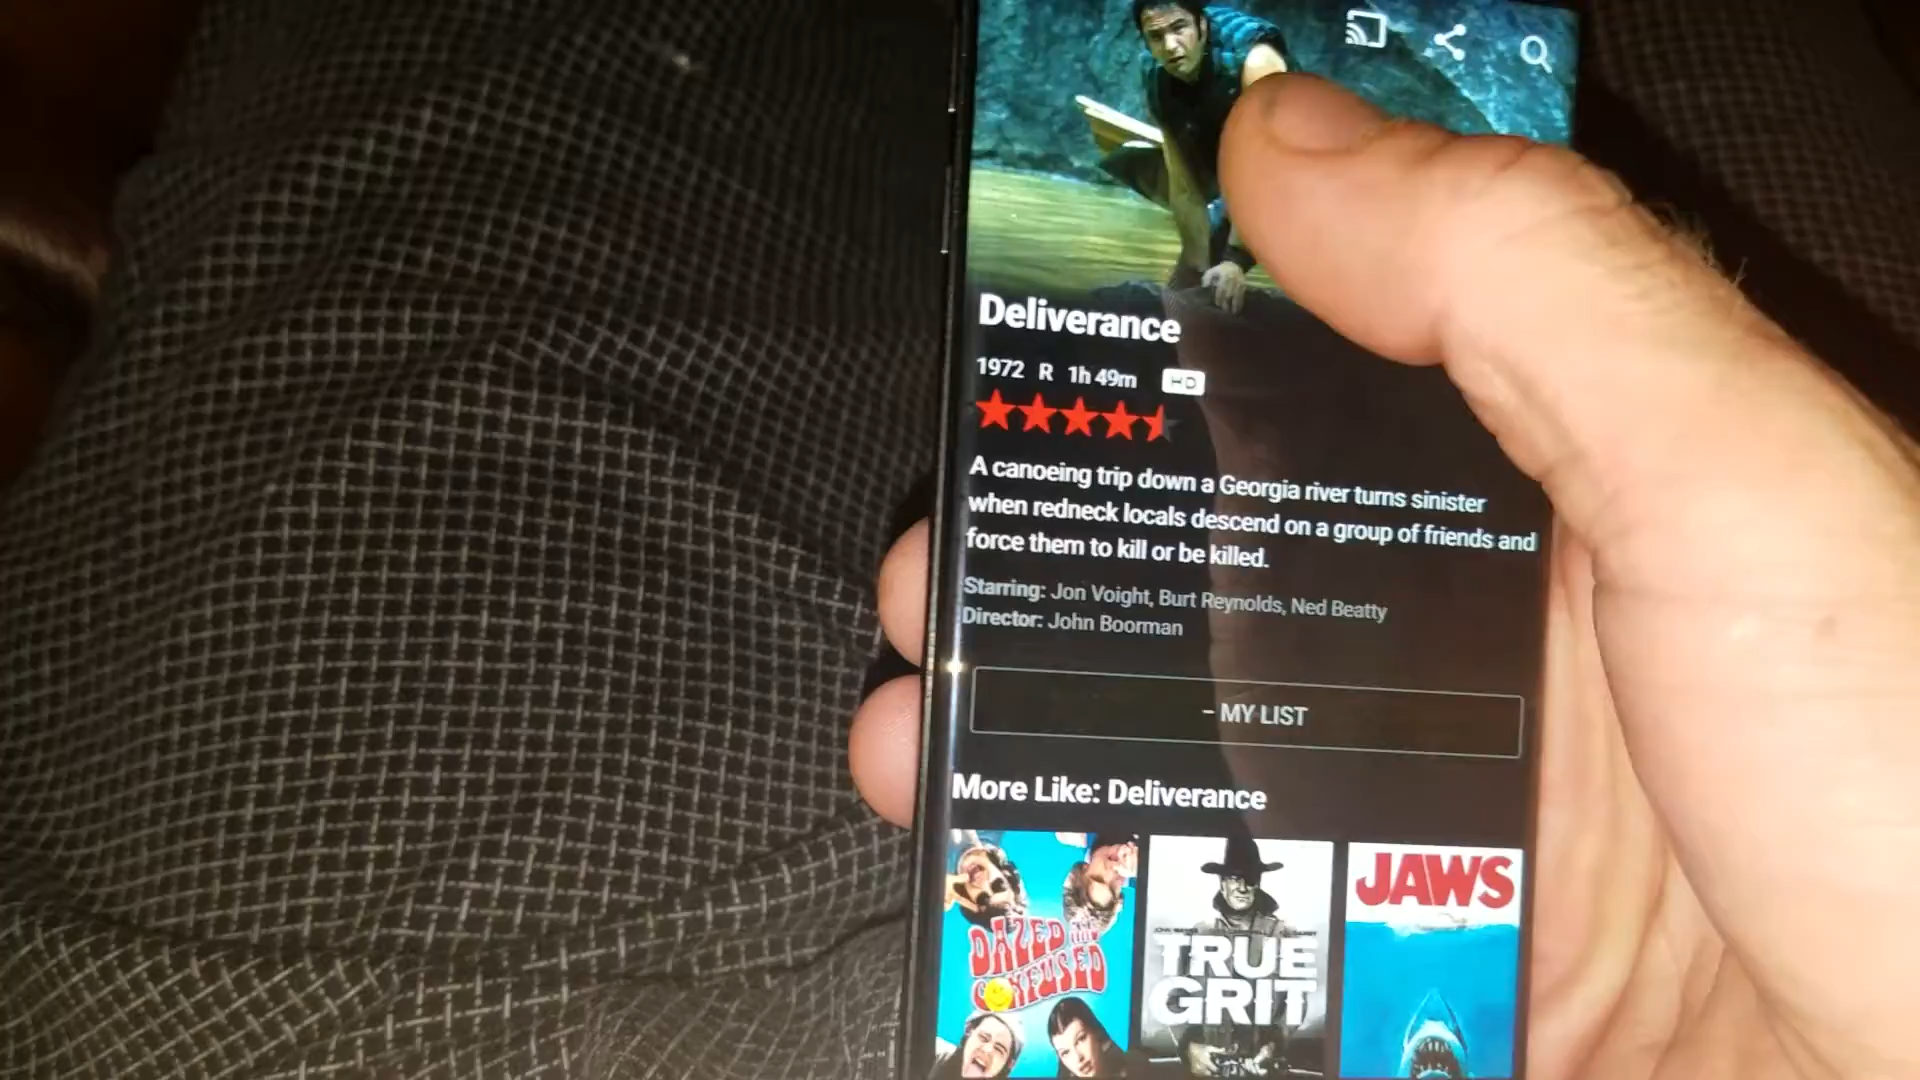 Deliverance
1972 R 1h 49m HD
A canoeing trip down a Georgia river turns sinister
when redneck locals descend on a group of friends and
force them to kill or be killed.
Starring: Jon Voight, Burt Reynolds, Ned Beatty
Director: John Boorman
– MY LIST
More Like: Deliverance
DAZED AND
CONFUSED
TRUE
GRIT
JAWS